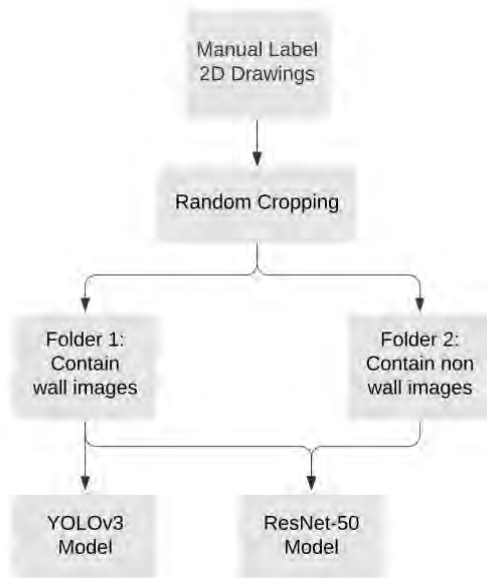 Manual Label
2D Drawings
Random Cropping
Folder 1:
Contain
wall images
Folder 2:
Contain non
wall images
YOLOv3
Model
ResNet-50
Model